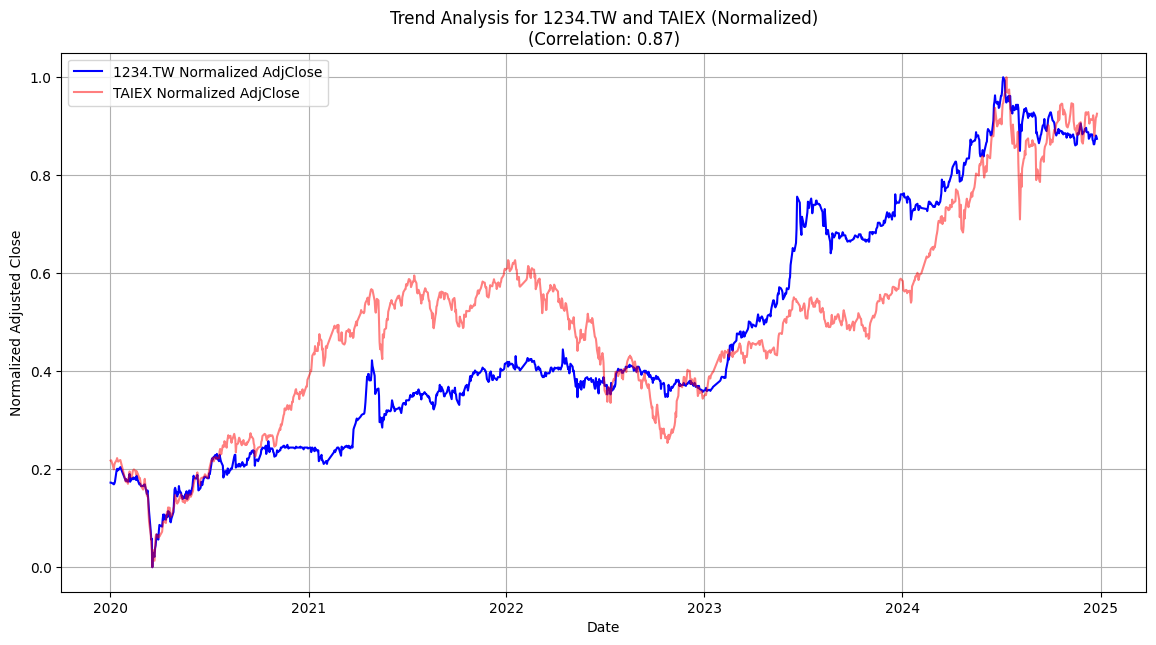 Trend Analysis for 1234.TW and TAIEX (Normalized)
(Correlation: 0.87)
1234.TW Normalized AdjClose
TAIEX Normalized AdjClose
Normalized Adjusted Close
1.0
0.8
0.6
0.4
0.2
0.0
2020
2021
2022
2023
2024
2025
Date